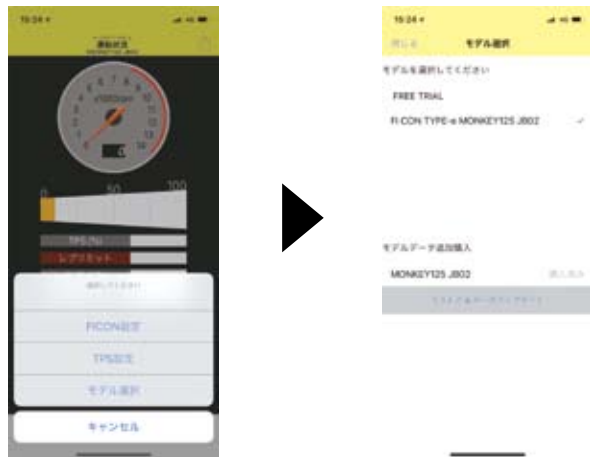 15:24
運転状況
x1000rpm
0
50
100
TPS (%)
レブリミット
選択してください
FICON設定
TPS設定
モデル選択
キャンセル
15:24
閉じる
モデル選択
モデルを選択してください
FREE TRIAL
FI CON TYPE-e MONKEY125 JB02
モデルデータ追加購入
MONKEY125 JB02
購入済み